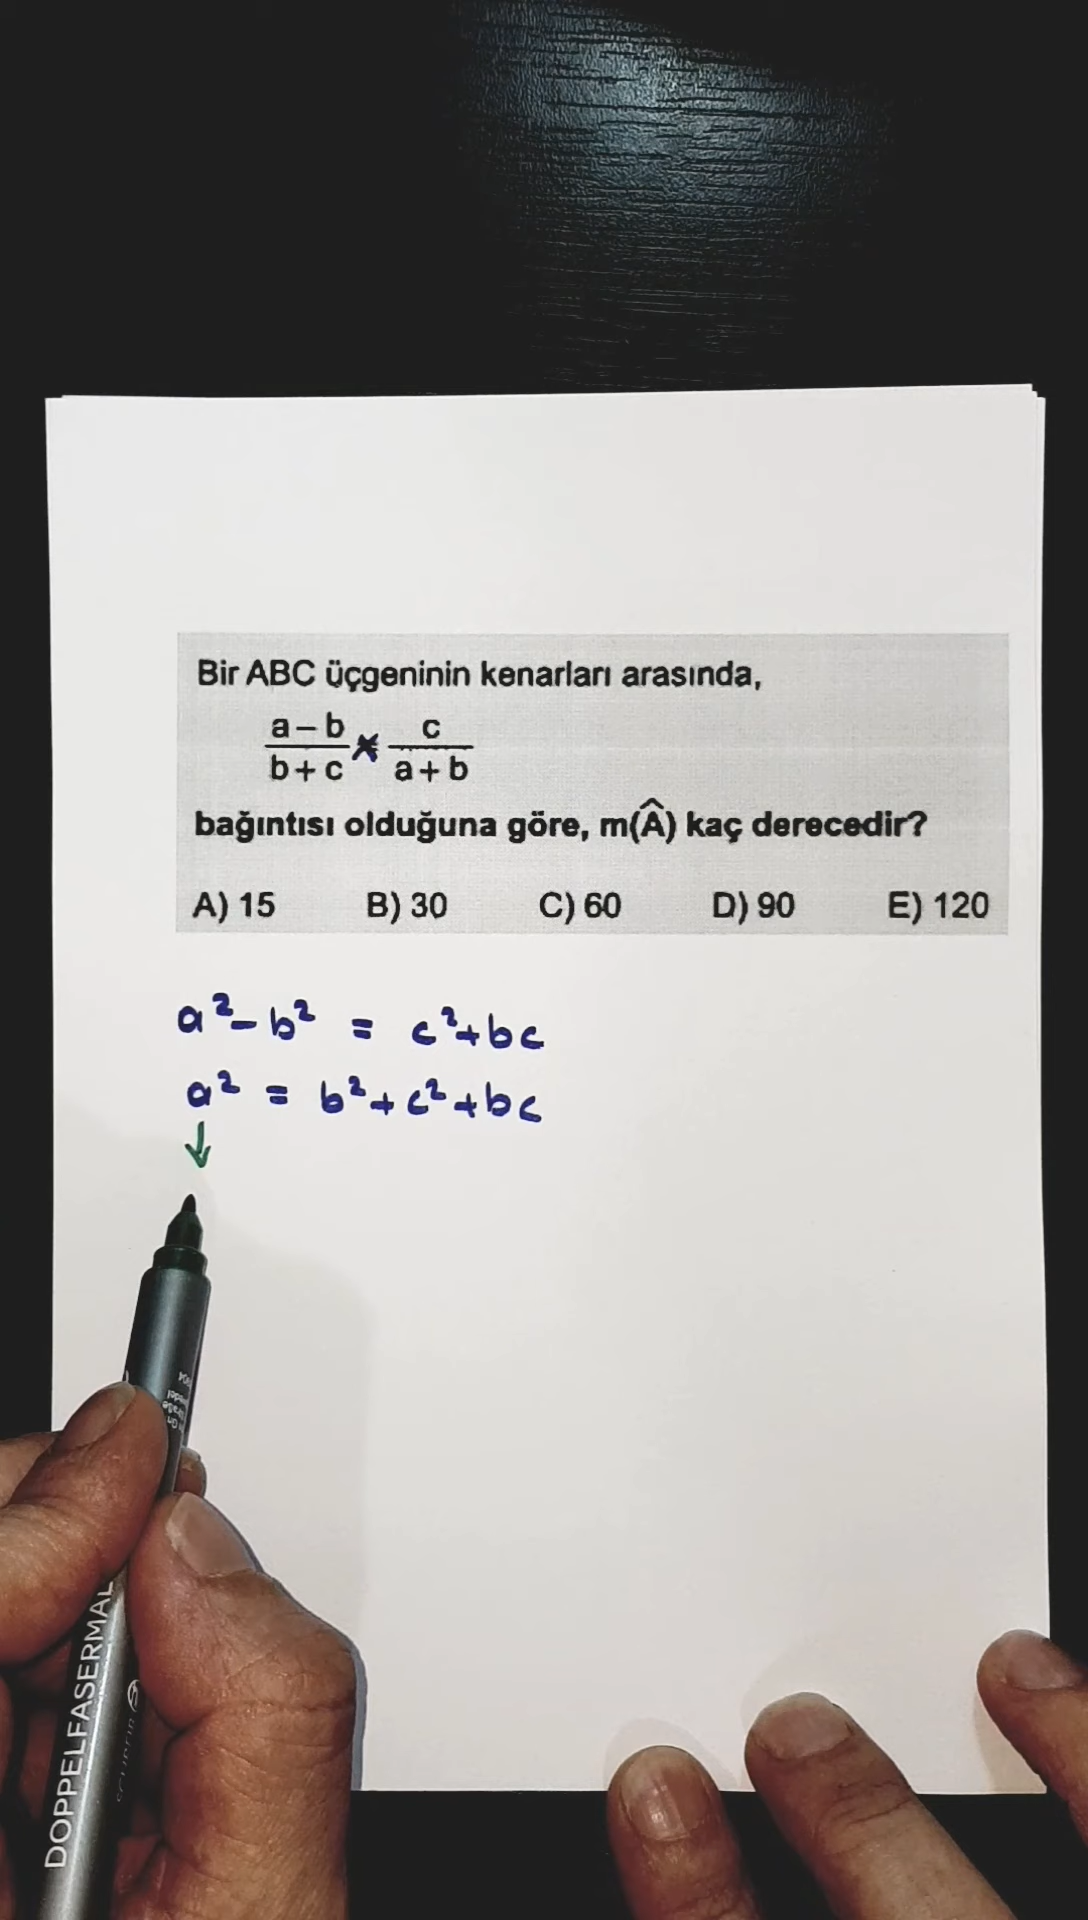 Bir ABC üçgeninin kenarları arasında,
a – b / b + c = c / a + b
bağıntısı olduğuna göre, m(Â) kaç derecedir?
A) 15 B) 30 C) 60 D) 90 E) 120
a² – b² = c² + bc
a² = b² + c² + bc
↓
DOPPELFASERMAL